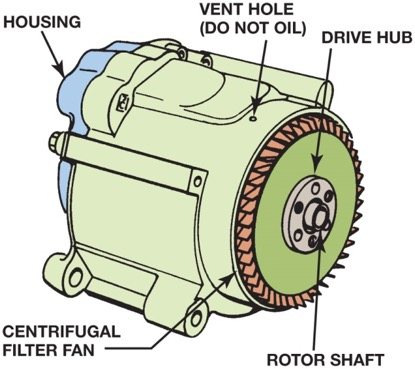 HOUSING
VENT HOLE
(DO NOT OIL)
DRIVE HUB
CENTRIFUGAL
FILTER FAN
ROTOR SHAFT